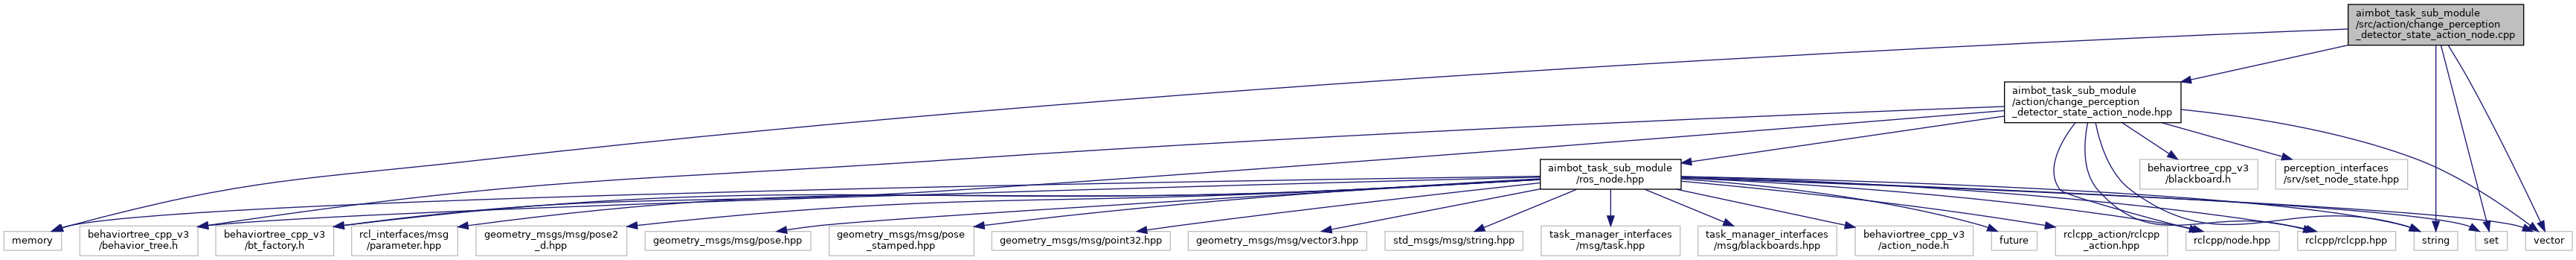 aimbot_task_sub_module
/src/action/change_perception
_detector_state_action_node.cpp
aimbot_task_sub_module
/action/change_perception
_detector_state_action_node.hpp
aimbot_task_sub_module
/ros_node.hpp
behaviortree_cpp_v3
/blackboard.h
perception_interfaces
/srv/set_node_state.hpp
memory
behaviortree_cpp_v3
/behavior_tree.h
behaviortree_cpp_v3
/bt_factory.h
rcl_interfaces/msg
/parameter.hpp
geometry_msgs/msg/pose2
_d.hpp
geometry_msgs/msg/pose.hpp
geometry_msgs/msg/pose
_stamped.hpp
geometry_msgs/msg/point32.hpp
geometry_msgs/msg/vector3.hpp
std_msgs/msg/string.hpp
task_manager_interfaces
/msg/task.hpp
task_manager_interfaces
/msg/blackboards.hpp
behaviortree_cpp_v3
/action_node.h
future
rclcpp_action/rclcpp
_action.hpp
rclcpp/node.hpp
rclcpp/rclcpp.hpp
string
set
vector